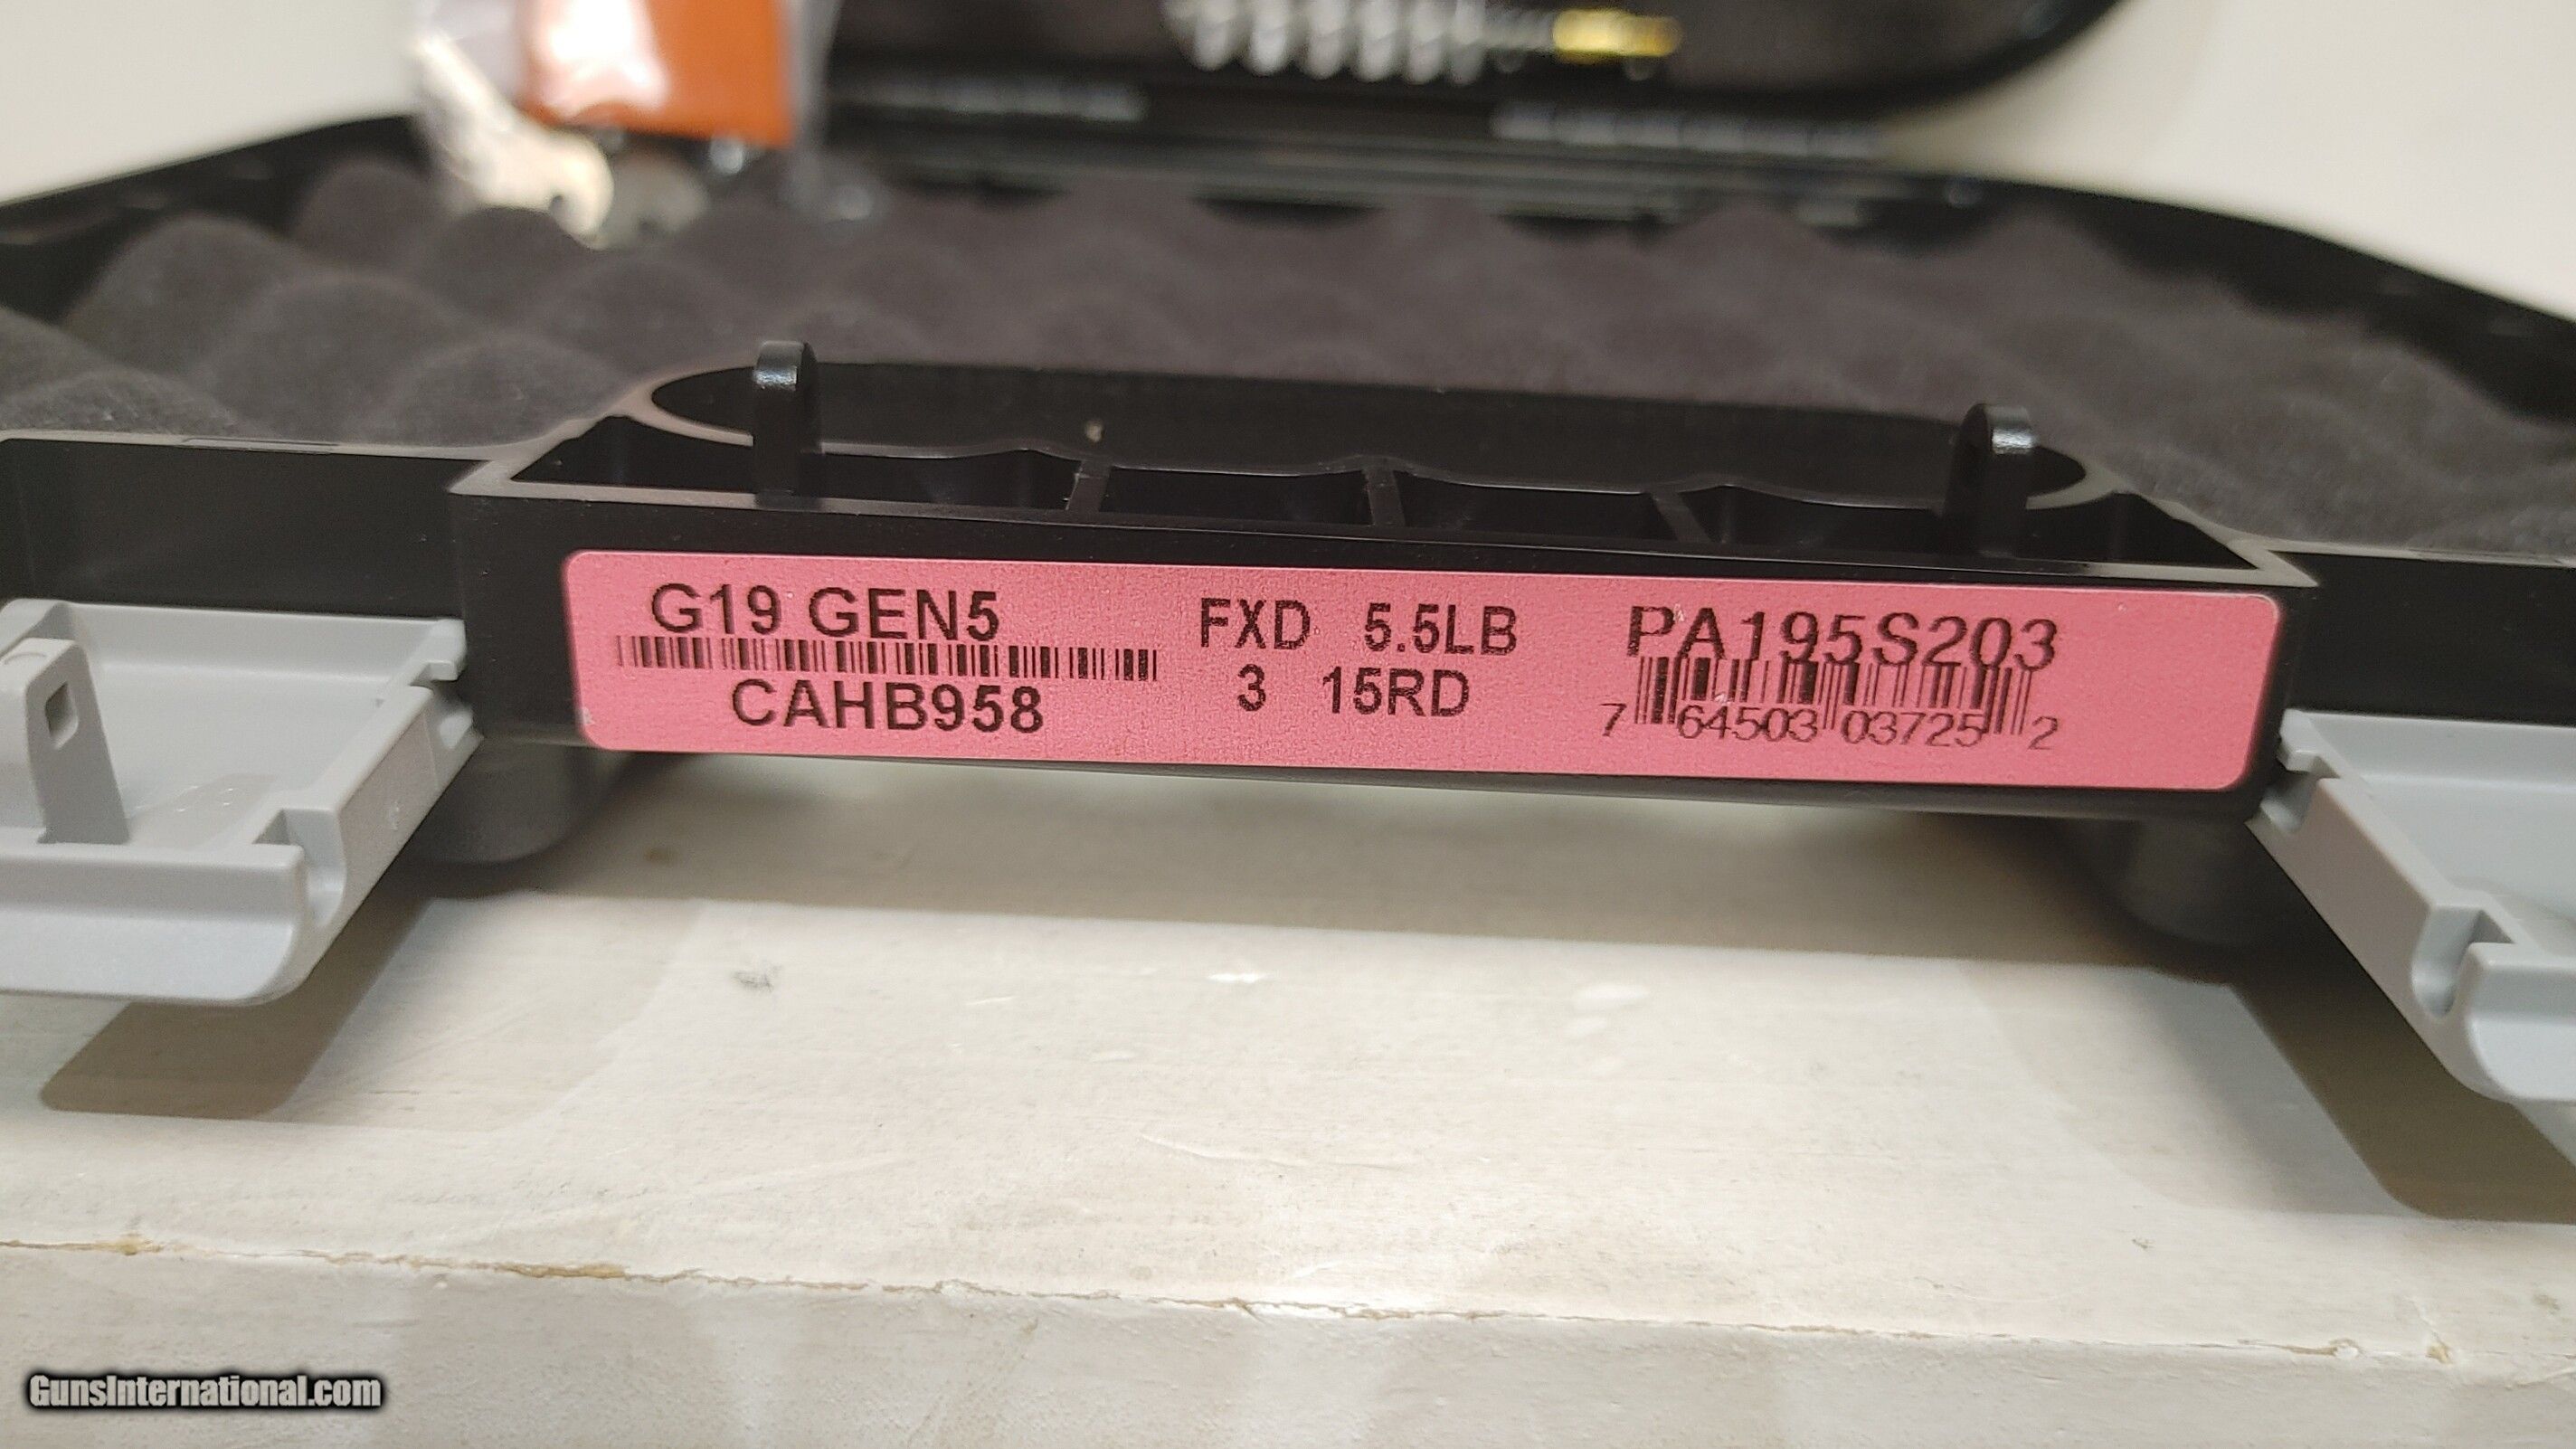 G19 GEN5
CAHB958
FXD 5.5LB
3 15RD
PA195S203
7 64503 03725 2
GunsInternational.com